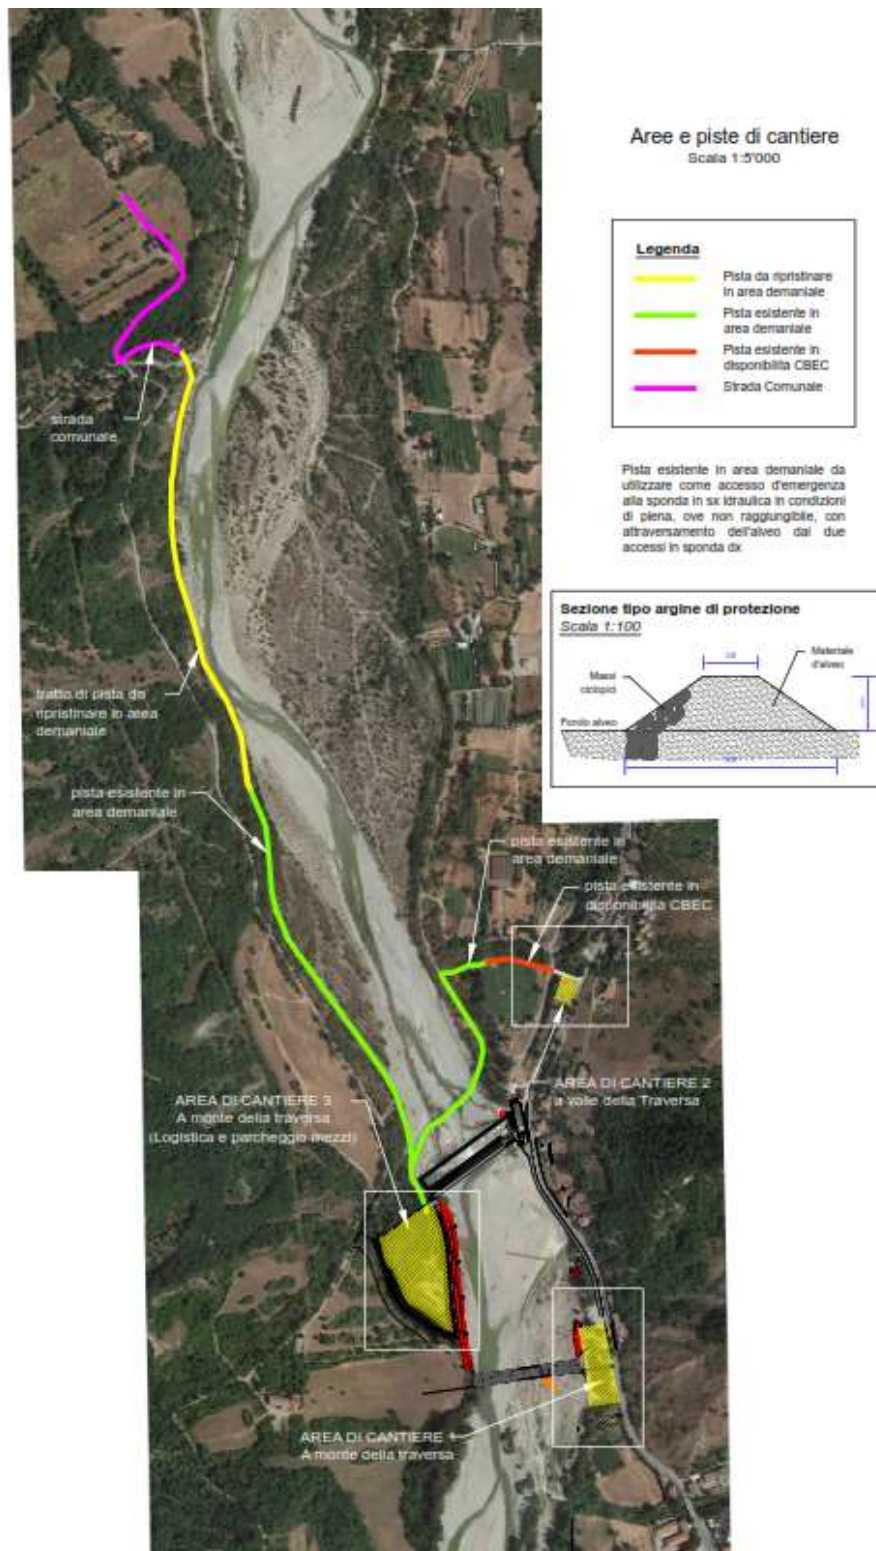 Aree e piste di cantiere
Scala 1:5'000
Legenda
Pista da ripristinare
in area demaniale
Pista esistente in
area demaniale
Pista esistente in
disponibilità CBEC
Strada Comunale
strada
comunale
Pista esistente in area demaniale da
utilizzare come accesso d'emergenza
alla sponda in sx idraulica in condizioni
di piena, ove non raggiungibile, con
attraversamento dell'alveo dai due
accessi in sponda dx
Sezione tipo argine di protezione
Scala 1:100
Massi
ciclopici
Materiale
d'alveo
Fondo alveo
tratto di pista da
ripristinare in area
demaniale
pista esistente in
area demaniale
pista esistente in
area demaniale
pista esistente in
disponibilità CBEC
AREA DI CANTIERE 3
A monte della traversa
(Logistica e parcheggio mezzi)
AREA DI CANTIERE 2
a valle della Traversa
AREA DI CANTIERE 1
A monte della traversa